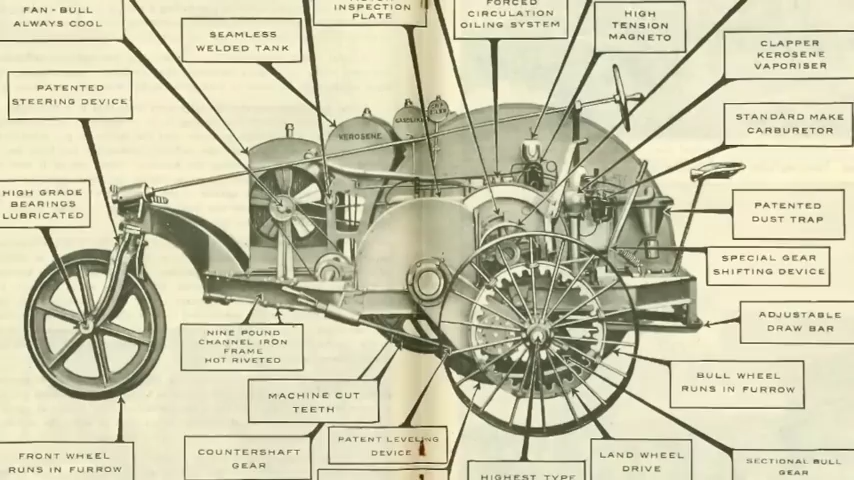 FAN - BULL
ALWAYS COOL
INSPECTION
PLATE
FORCED
CIRCULATION
OILING SYSTEM
HIGH
TENSION
MAGNETO
SEAMLESS
WELDED TANK
CLAPPER
KEROSENE
VAPORISER
PATENTED
STEERING DEVICE
STANDARD MAKE
CARBURETOR
KEROSENE
GASOLINE
HIGH GRADE
BEARINGS
LUBRICATED
PATENTED
DUST TRAP
SPECIAL GEAR
SHIFTING DEVICE
ADJUSTABLE
DRAW BAR
NINE POUND
CHANNEL IRON
FRAME
HOT RIVETED
BULL WHEEL
RUNS IN FURROW
MACHINE CUT
TEETH
PATENT LEVELING
DEVICE
FRONT WHEEL
RUNS IN FURROW
COUNTERSHAFT
GEAR
LAND WHEEL
DRIVE
SECTIONAL BULL
GEAR
HIGHEST TYPE